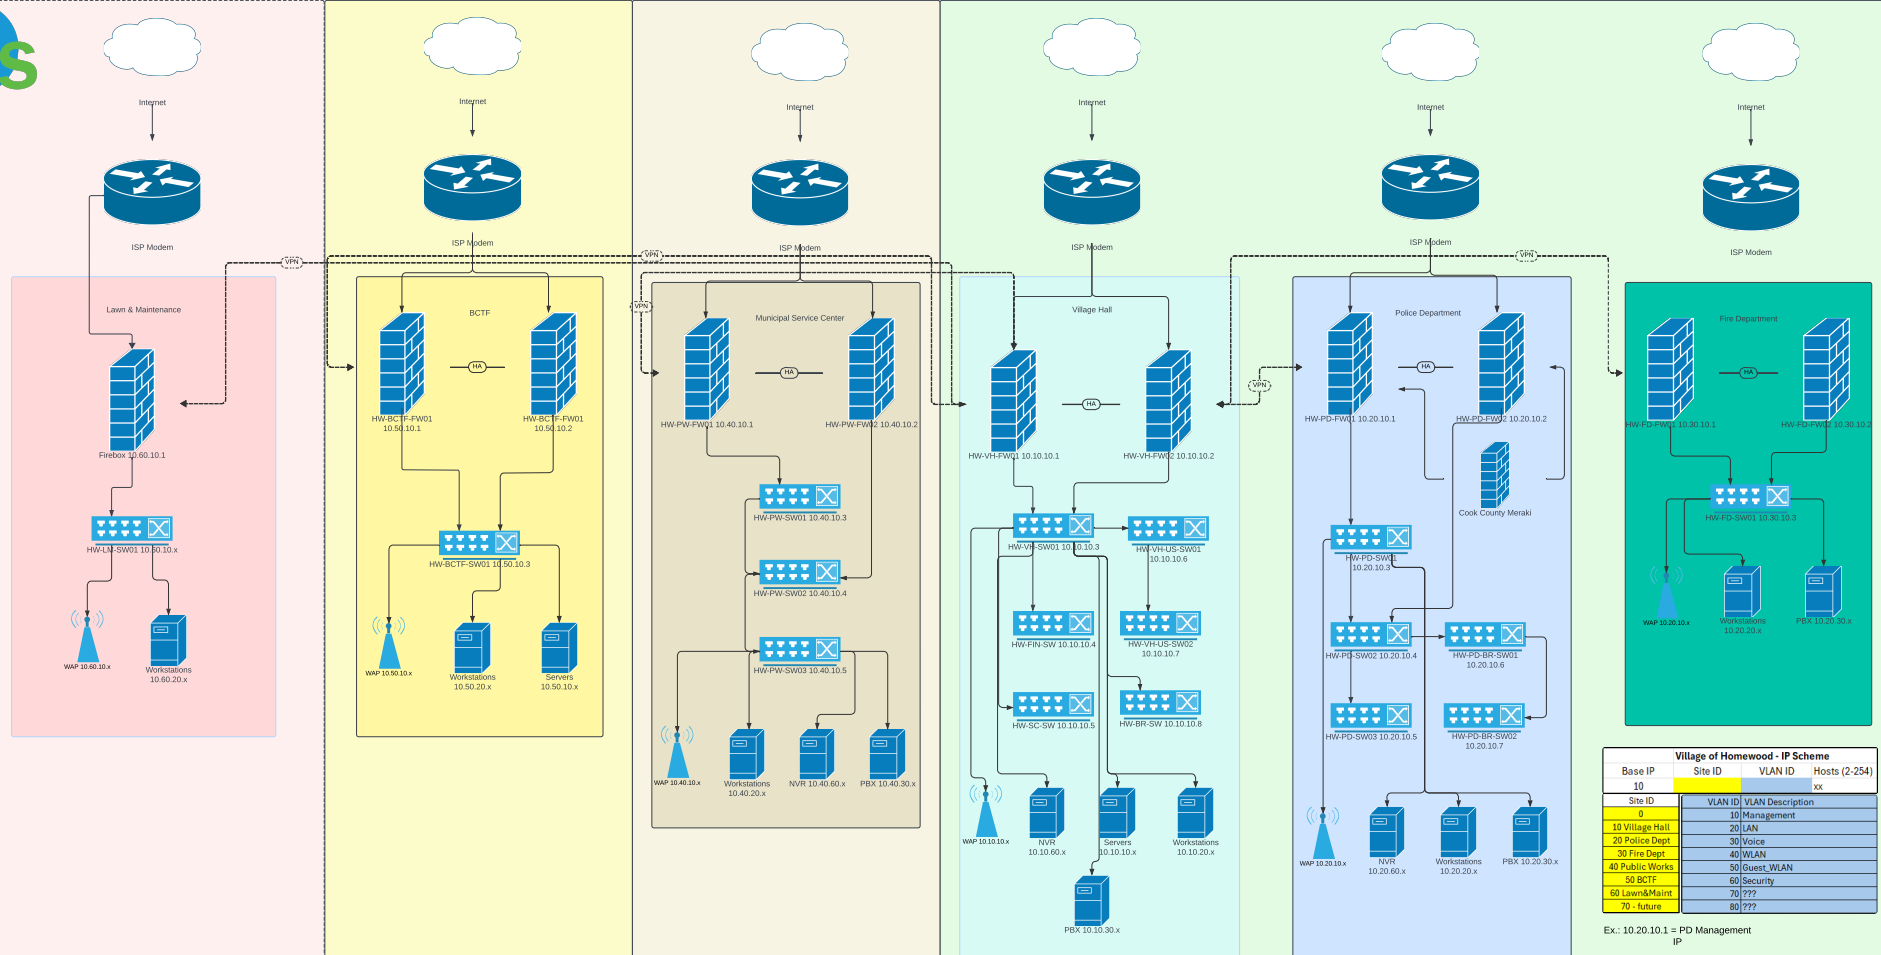 S
Internet
ISP Modem
Lawn & Maintenance
Firebox 10.60.10.1
HW-LM-SW01 10.60.10.x
WAP 10.60.10.x
Workstations
10.60.20.x
VPN
Internet
ISP Modem
BCTF
HA
HW-BCTF-FW01
10.50.10.1
HW-BCTF-FW01
10.50.10.2
HW-BCTF-SW01 10.50.10.3
WAP 10.50.10.x
Workstations
10.50.20.x
Servers
10.50.10.x
VPN
VPN
Internet
ISP Modem
Municipal Service Center
HA
HW-PW-FW01 10.40.10.1
HW-PW-FW02 10.40.10.2
HW-PW-SW01 10.40.10.3
HW-PW-SW02 10.40.10.4
HW-PW-SW03 10.40.10.5
WAP 10.40.10.x
Workstations
10.40.20.x
NVR 10.40.60.x
PBX 10.40.30.x
Internet
ISP Modem
Village Hall
HA
HW-VH-FW01 10.10.10.1
HW-VH-FW02 10.10.10.2
HW-VH-SW01 10.10.10.3
HW-VH-US-SW01
10.10.10.6
HW-FIN-SW 10.10.10.4
HW-VH-US-SW02
10.10.10.7
HW-SC-SW 10.10.10.5
HW-BR-SW 10.10.10.8
WAP 10.10.10.x
NVR
10.10.60.x
Servers
10.10.10.x
Workstations
10.10.20.x
PBX 10.10.30.x
VPN
Internet
ISP Modem
Police Department
HA
HW-PD-FW01 10.20.10.1
HW-PD-FW02 10.20.10.2
Cook County Meraki
HW-PD-SW01
10.20.10.3
HW-PD-SW02 10.20.10.4
HW-PD-BR-SW01
10.20.10.6
HW-PD-SW03 10.20.10.5
HW-PD-BR-SW02
10.20.10.7
WAP 10.20.10.x
NVR
10.20.60.x
Workstations
10.20.20.x
PBX 10.20.30.x
VPN
Internet
ISP Modem
Fire Department
HA
HW-FD-FW01 10.30.10.1
HW-FD-FW02 10.30.10.2
HW-FD-SW01 10.30.10.3
WAP 10.20.10.x
Workstations
10.20.20.x
PBX 10.20.30.x
Village of Homewood - IP Scheme
Base IP Site ID VLAN ID Hosts (2-254)
10 xx
Site ID VLAN ID VLAN Description
0 10 Management
10 Village Hall 20 LAN
20 Police Dept 30 Voice
30 Fire Dept 40 WLAN
40 Public Works 50 Guest_WLAN
50 BCTF 60 Security
60 Lawn&Maint 70 ???
70 - future 80 ???
Ex.: 10.20.10.1 = PD Management
IP